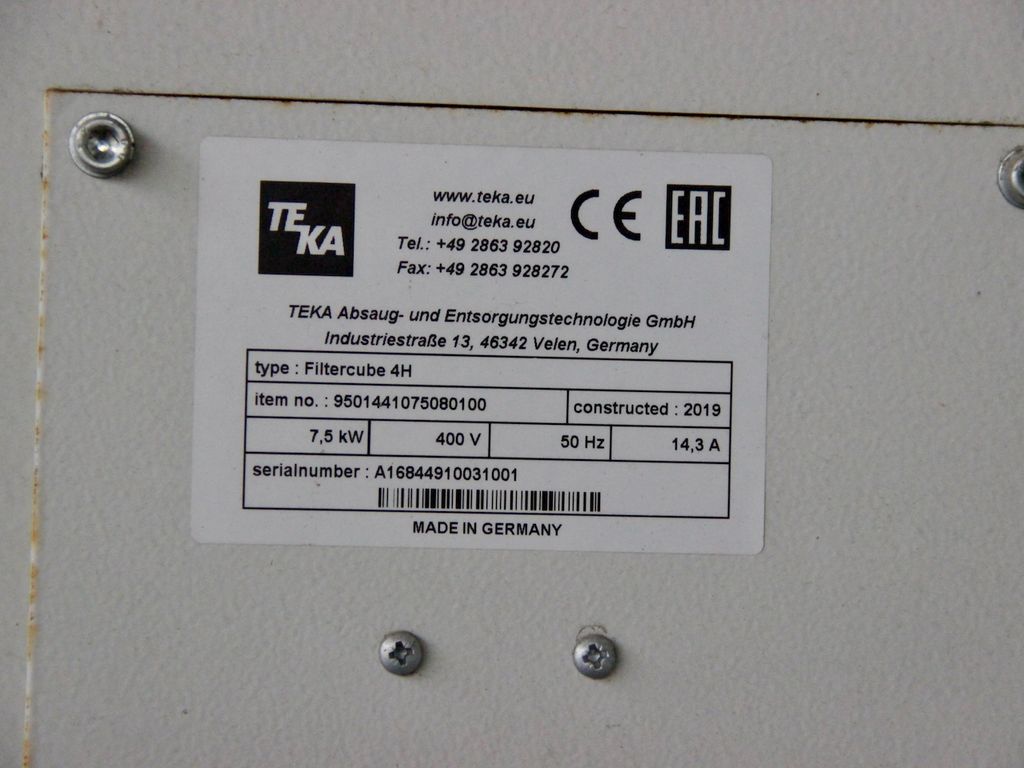 TE
KA
www.teka.eu
info@teka.eu
Tel.: +49 2863 92820
Fax: +49 2863 928272
CE
EAC
TEKA Absaug- und Entsorgungstechnologie GmbH
Industriestraße 13, 46342 Velen, Germany
type : Filtercube 4H
item no. : 9501441075080100 constructed : 2019
7,5 kW 400 V 50 Hz 14,3 A
serialnumber : A16844910031001
MADE IN GERMANY